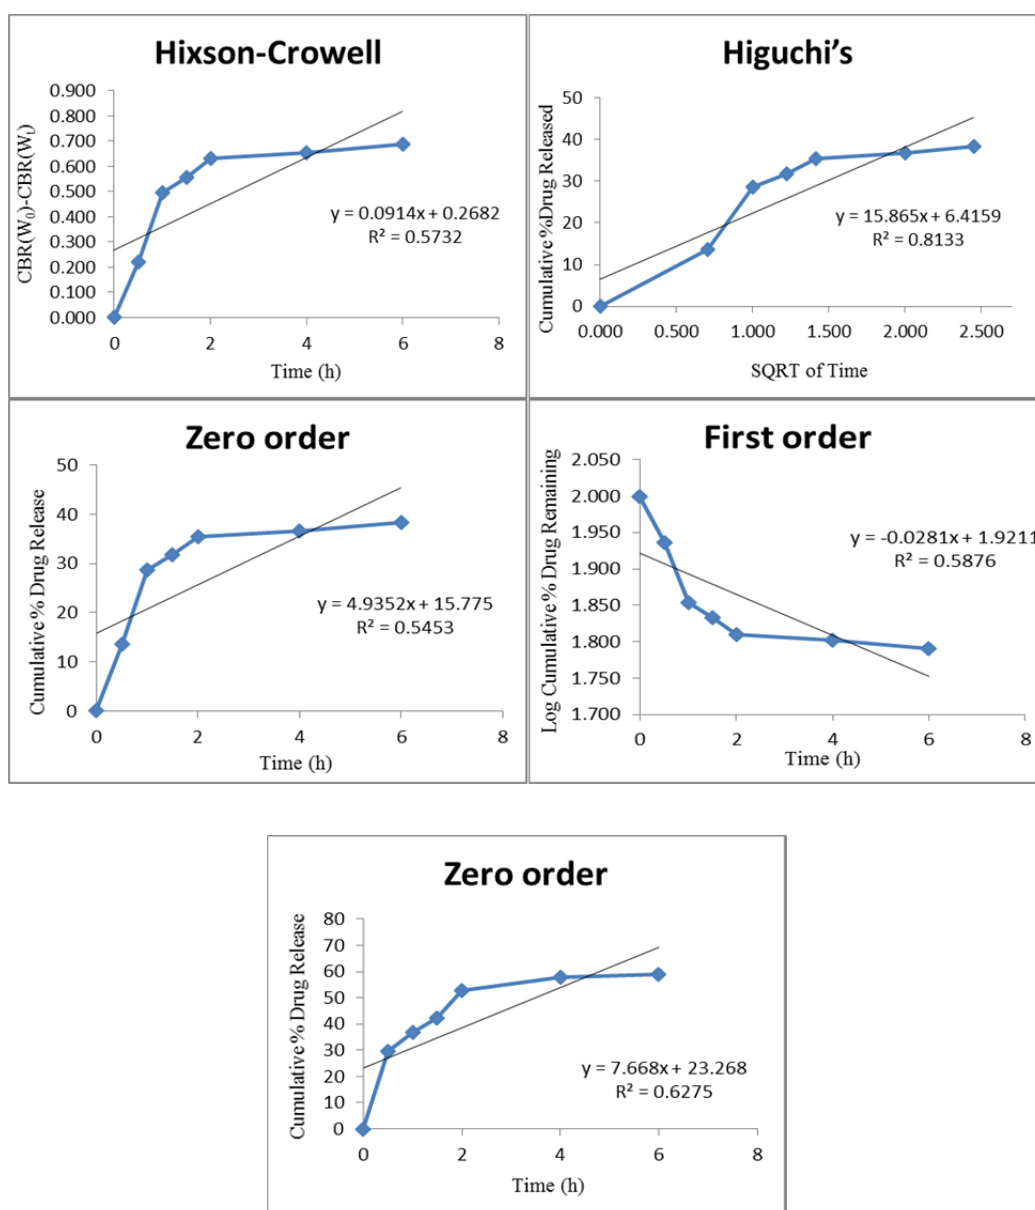 Hixson-Crowell
CBR(W0)-CBR(Wt)
0.900
0.800
0.700
0.600
0.500
0.400
0.300
0.200
0.100
0.000
y = 0.0914x + 0.2682
R² = 0.5732
0 2 4 6 8
Time (h)
Higuchi’s
Cumulative %Drug Released
50
40
30
20
10
0
y = 15.865x + 6.4159
R² = 0.8133
0.000 0.500 1.000 1.500 2.000 2.500
SQRT of Time
Zero order
Cumulative % Drug Release
50
40
30
20
10
0
y = 4.9352x + 15.775
R² = 0.5453
0 2 4 6 8
Time (h)
First order
Log Cumulative % Drug Remaining
2.050
2.000
1.950
1.900
1.850
1.800
1.750
1.700
y = -0.0281x + 1.9211
R² = 0.5876
0 2 4 6 8
Time (h)
Zero order
Cumulative % Drug Release
80
70
60
50
40
30
20
10
0
y = 7.668x + 23.268
R² = 0.6275
0 2 4 6 8
Time (h)